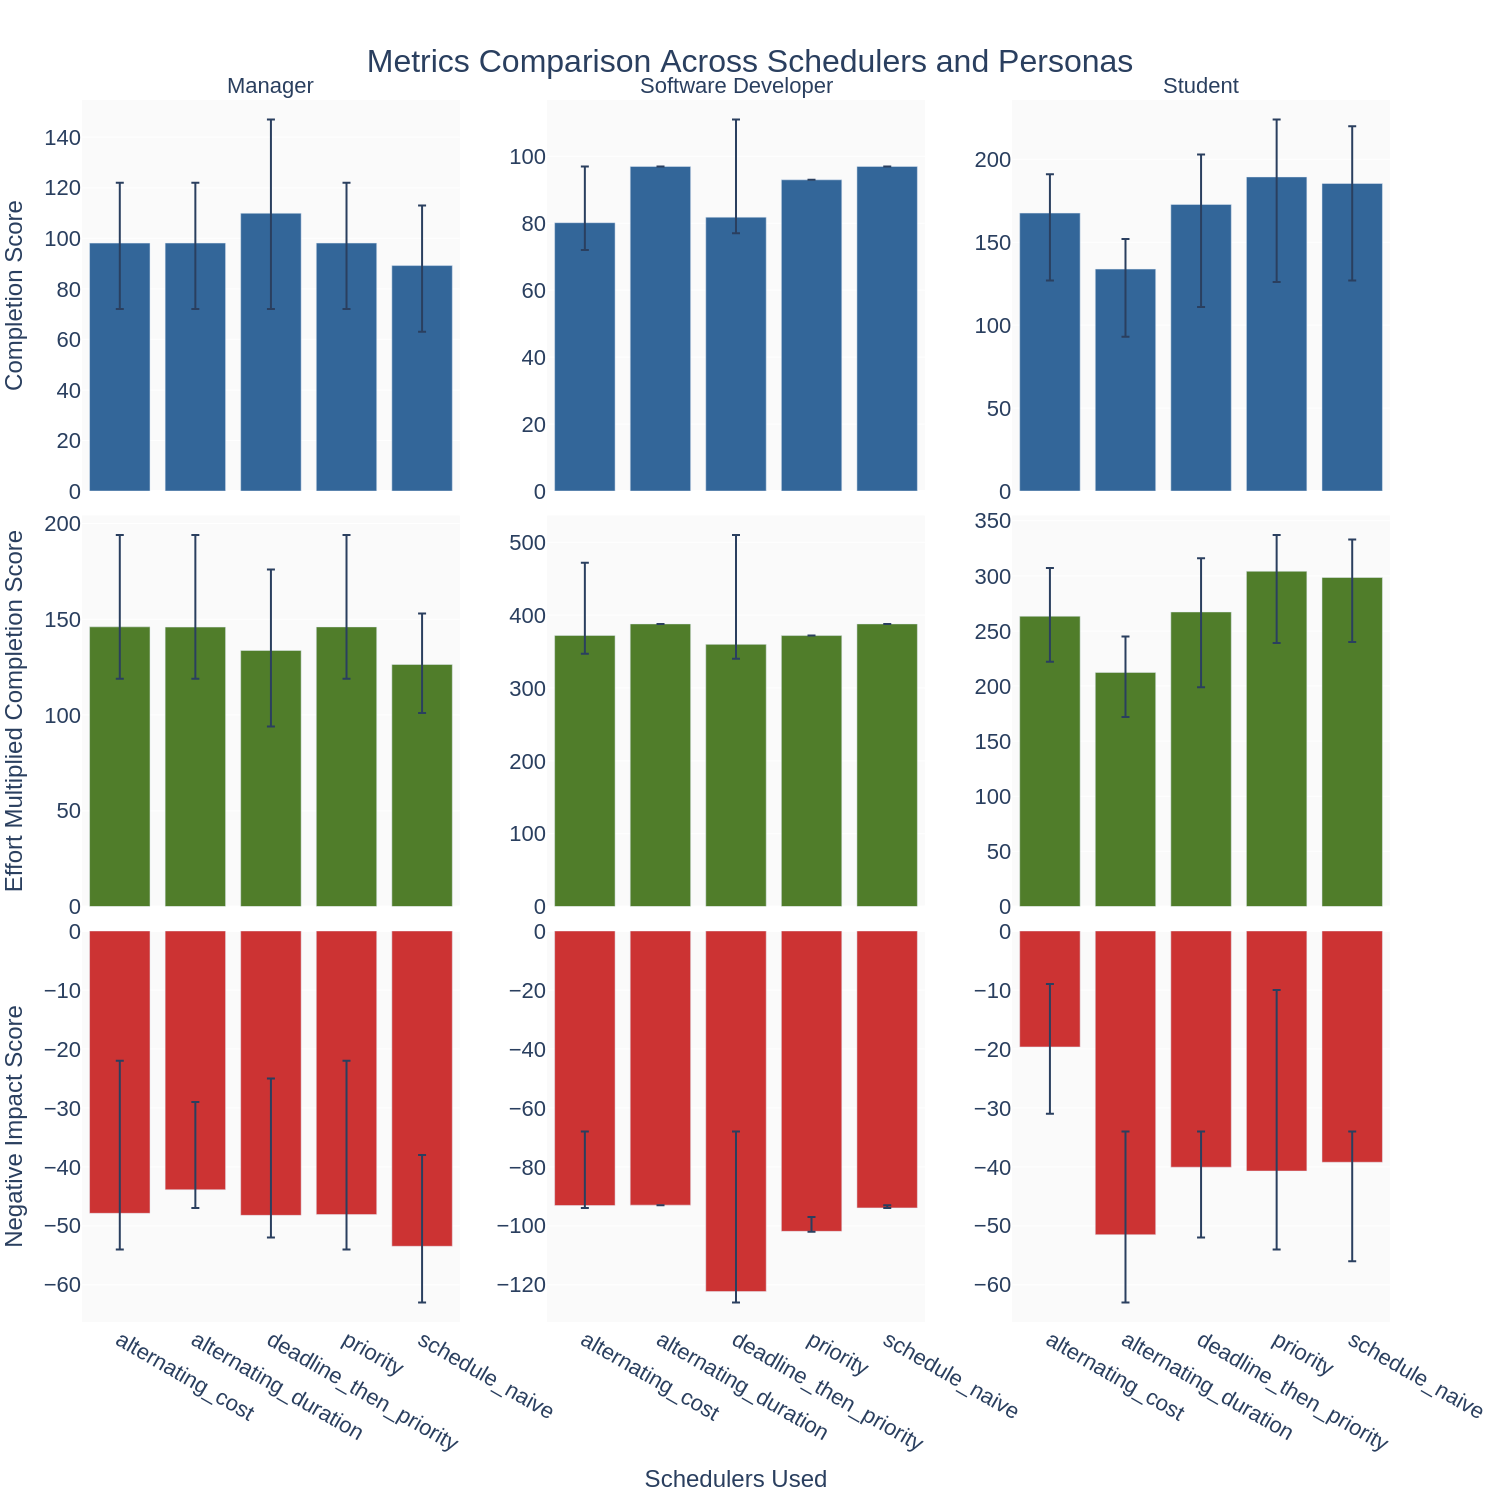 Metrics Comparison Across Schedulers and Personas
Manager
Software Developer
Student
Completion Score
140
120
100
80
60
40
20
0
100
80
60
40
20
0
200
150
100
50
0
Effort Multiplied Completion Score
200
150
100
50
0
500
400
300
200
100
0
350
300
250
200
150
100
50
0
Negative Impact Score
0
−10
−20
−30
−40
−50
−60
0
−20
−40
−60
−80
−100
−120
0
−10
−20
−30
−40
−50
−60
alternating_cost
alternating_duration
deadline_then_priority
priority
schedule_naive
alternating_cost
alternating_duration
deadline_then_priority
priority
schedule_naive
alternating_cost
alternating_duration
deadline_then_priority
priority
schedule_naive
Schedulers Used